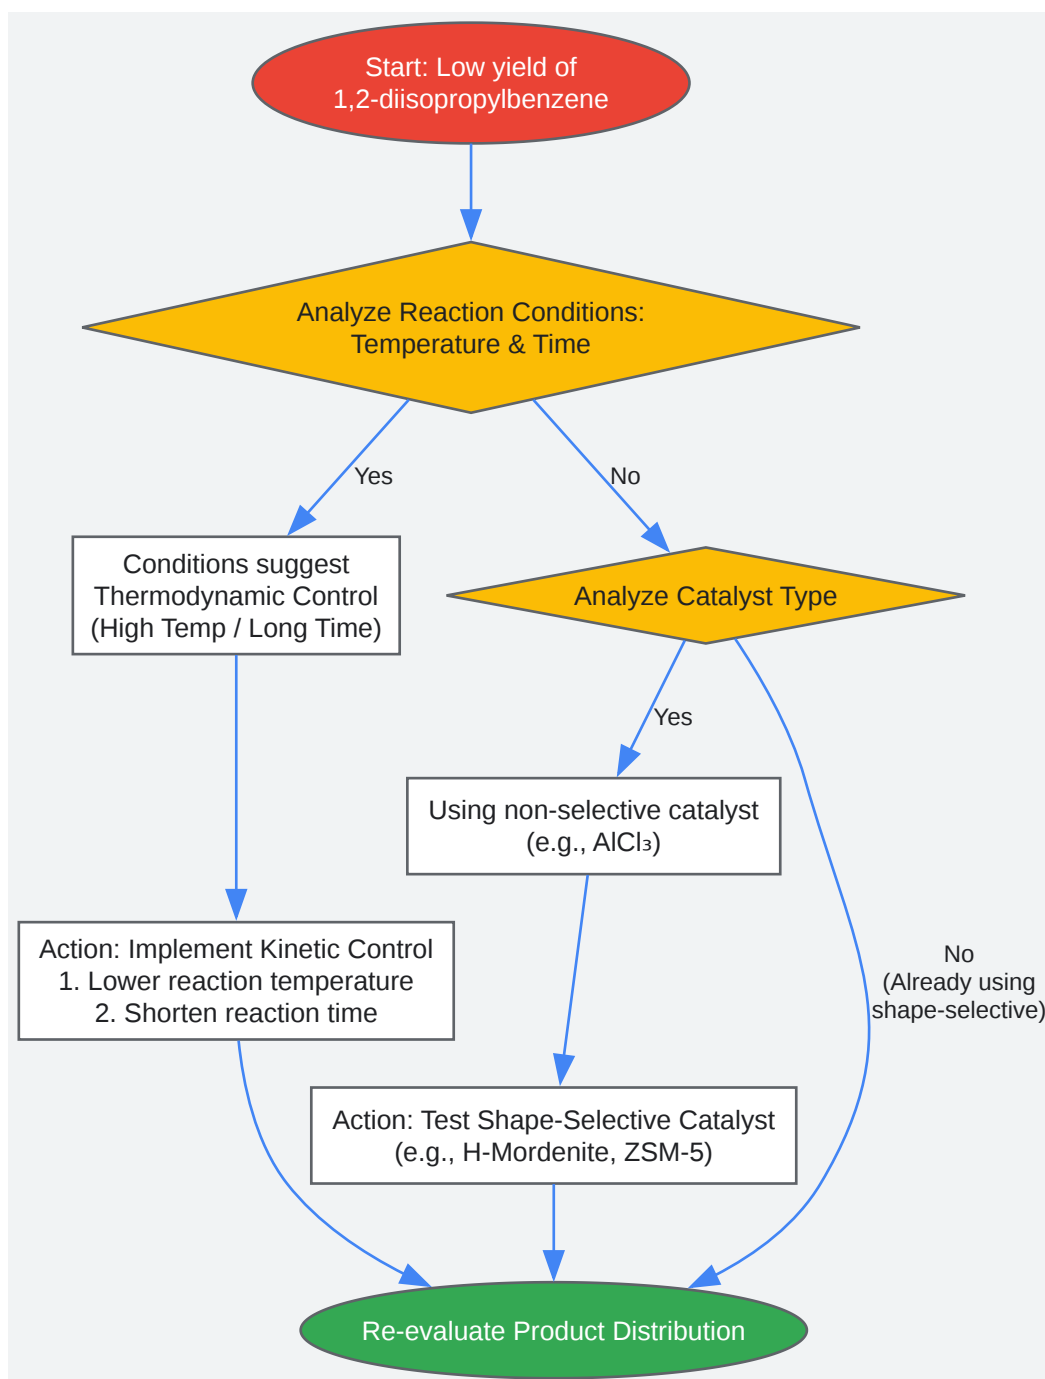 Start: Low yield of
1,2-diisopropylbenzene
Analyze Reaction Conditions:
Temperature & Time
Yes
No
Conditions suggest
Thermodynamic Control
(High Temp / Long Time)
Analyze Catalyst Type
Yes
Using non-selective catalyst
(e.g., AlCl₃)
Action: Implement Kinetic Control
1. Lower reaction temperature
2. Shorten reaction time
No
(Already using
shape-selective)
Action: Test Shape-Selective Catalyst
(e.g., H-Mordenite, ZSM-5)
Re-evaluate Product Distribution